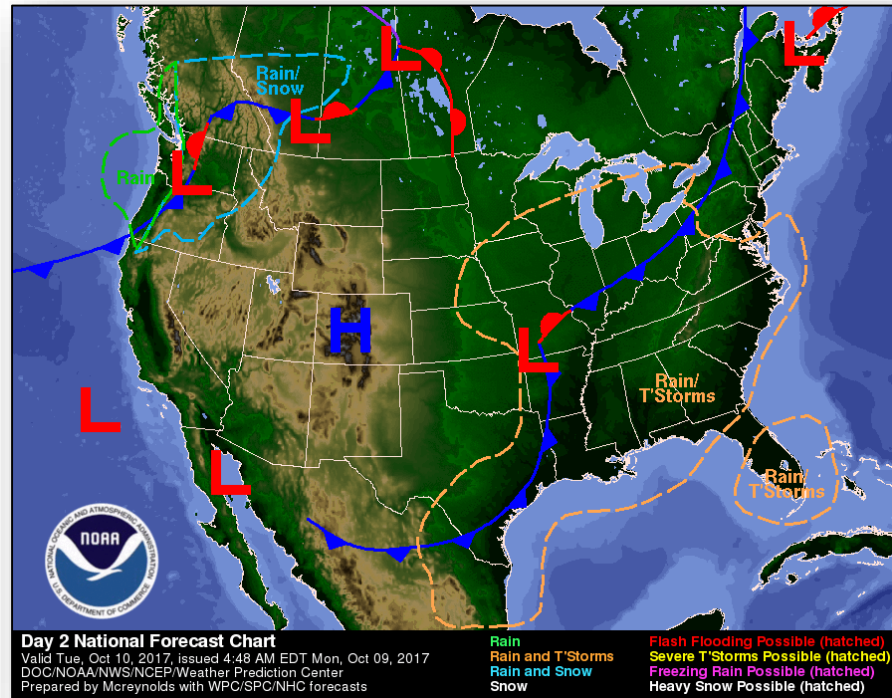 L
L
Rain/
Snow
L
L
Rain
H
L
Rain/
T'Storms
L
L
Rain/
T'Storms
NATIONAL OCEANIC AND ATMOSPHERIC ADMINISTRATION
NOAA
U.S. DEPARTMENT OF COMMERCE
Day 2 National Forecast Chart
Valid Tue, Oct 10, 2017, issued 4:48 AM EDT Mon, Oct 09, 2017
DOC/NOAA/NWS/NCEP/Weather Prediction Center
Prepared by Mcreynolds with WPC/SPC/NHC forecasts
Rain
Rain and T'Storms
Rain and Snow
Snow
Flash Flooding Possible (hatched)
Severe T'Storms Possible (hatched)
Freezing Rain Possible (hatched)
Heavy Snow Possible (hatched)